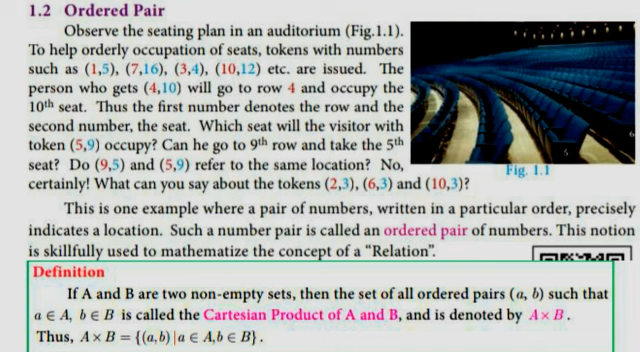 1.2 Ordered Pair
Observe the seating plan in an auditorium (Fig.1.1).
To help orderly occupation of seats, tokens with numbers
such as (1,5), (7,16), (3,4), (10,12) etc. are issued. The
person who gets (4,10) will go to row 4 and occupy the
10th seat. Thus the first number denotes the row and the
second number, the seat. Which seat will the visitor with
token (5,9) occupy? Can he go to 9th row and take the 5th
seat? Do (9,5) and (5,9) refer to the same location? No,
certainly! What can you say about the tokens (2,3), (6,3) and (10,3)?
Fig. 1.1
This is one example where a pair of numbers, written in a particular order, precisely
indicates a location. Such a number pair is called an ordered pair of numbers. This notion
is skillfully used to mathematize the concept of a “Relation”.
Definition
If A and B are two non-empty sets, then the set of all ordered pairs (a, b) such that
a ∈ A, b ∈ B is called the Cartesian Product of A and B, and is denoted by A × B .
Thus, A × B = {(a,b) | a ∈ A, b ∈ B} .